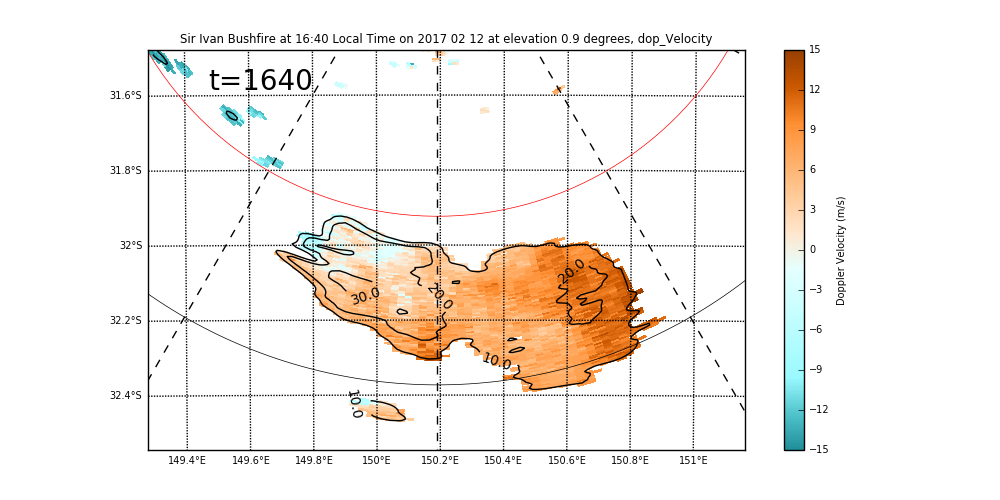 Sir Ivan Bushfire at 16:40 Local Time on 2017 02 12 at elevation 0.9 degrees, dop_Velocity
t=1640
31.6°S
31.8°S
32°S
32.2°S
32.4°S
30.0
20.0
20.0
10.0
10.0
149.4°E 149.6°E 149.8°E 150°E 150.2°E 150.4°E 150.6°E 150.8°E 151°E
15
12
9
6
3
0
−3
−6
−9
−12
−15
Doppler Velocity (m/s)